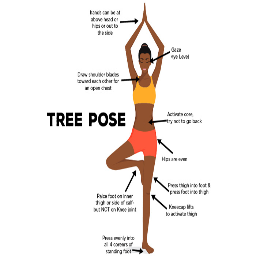 hands can be at
above head or
hips or out to
the side
Gaze
eye Level
Draw shoulder blades
toward each other for
an open chest
TREE POSE
Activate core,
try not to go back
Hips are even
Press thigh into foot &
press foot into thigh
Place foot on inner
thigh or side of calf-
but NOT on Knee joint
Kneecap lifts
to activate thigh
Press evenly into
all 4 corners of
standing foot